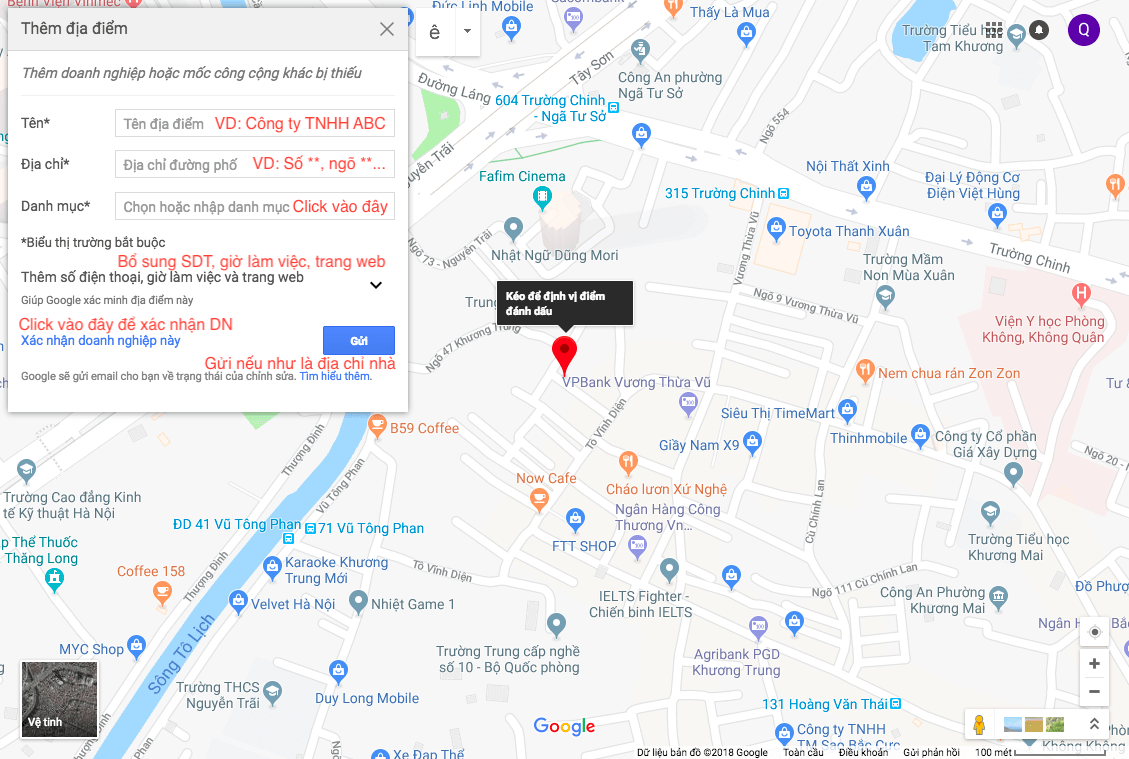 Bệnh Viện Vinmec
Thêm địa điểm
Thêm doanh nghiệp hoặc mốc công cộng khác bị thiếu
Tên*
Tên địa điểm
VD: Công ty TNHH ABC
Địa chỉ*
Địa chỉ đường phố
VD: Số **, ngõ **...
Danh mục*
Chọn hoặc nhập danh mục
Click vào đây
*Biểu thị trường bắt buộc
Bổ sung SDT, giờ làm việc, trang web
Thêm số điện thoại, giờ làm việc và trang web
Giúp Google xác minh địa điểm này
Click vào đây để xác nhận DN
Xác nhận doanh nghiệp này
Gửi
Gửi nếu như là địa chỉ nhà
Google sẽ gửi email cho bạn về trạng thái của chỉnh sửa. Tìm hiểu thêm.
ê
Đức Linh Mobile
Thấy Là Mua
Trường Tiểu học
Tam Khương
Q
Tây Sơn
Công An phường
Ngã Tư Sở
Đường Láng
604 Trường Chinh
- Ngã Tư Sở
Nguyễn Trãi
Ngõ 554
Fafim Cinema
Nội Thất Xinh
315 Trường Chinh
Đại Lý Động Cơ
Điện Việt Hùng
Toyota Thanh Xuân
Trường Chinh
Vương Thừa Vũ
Ngõ 73 - Nguyễn Trãi
Nhật Ngữ Dũng Mori
Trường Mầm
Non Mùa Xuân
Kéo để định vị điểm
đánh dấu
Ngõ 9 Vương Thừa Vũ
Viện Y học Phòng
Không, Không Quân
Ngõ 47 Khương Trung
VPBank Vương Thừa Vũ
Nem chua rán Zon Zon
Siêu Thị TimeMart
Tô Vĩnh Diện
Thinhmobile
Công ty Cổ phần
Giá Xây Dựng
Giầy Nam X9
B59 Coffee
Thượng Đình
Vũ Tông Phan
Ngõ 20 -
Trường Cao đẳng Kinh
tế Kỹ thuật Hà Nội
Now Cafe
Cháo lươn Xứ Nghệ
Ngân Hàng Công
Thương Vn...
Cù Chính Lan
ĐD 41 Vũ Tông Phan
71 Vũ Tông Phan
FTT SHOP
Trường Tiểu học
Khương Mai
Tập Thể Thuốc
Thăng Long
Coffee 158
Thượng Đình
Karaoke Khương
Trung Mới
Tô Vĩnh Diện
Ngõ 111 Cù Chính Lan
Công An Phường
Khương Mai
Velvet Hà Nội
Nhiệt Game 1
IELTS Fighter -
Chiến binh IELTS
Sông Tô Lịch
MYC Shop
Trường Trung cấp nghề
số 10 - Bộ Quốc phòng
Agribank PGD
Khương Trung
Trường THCS
Nguyễn Trãi
Duy Long Mobile
Vệ tinh
131 Hoàng Văn Thái
Google
Công ty TNHH
TM Sao Bắc Cực
Xe Đạp Thể
Dữ liệu bản đồ ©2018 Google
Toàn cầu
Điều khoản
Gửi phản hồi
100 mét